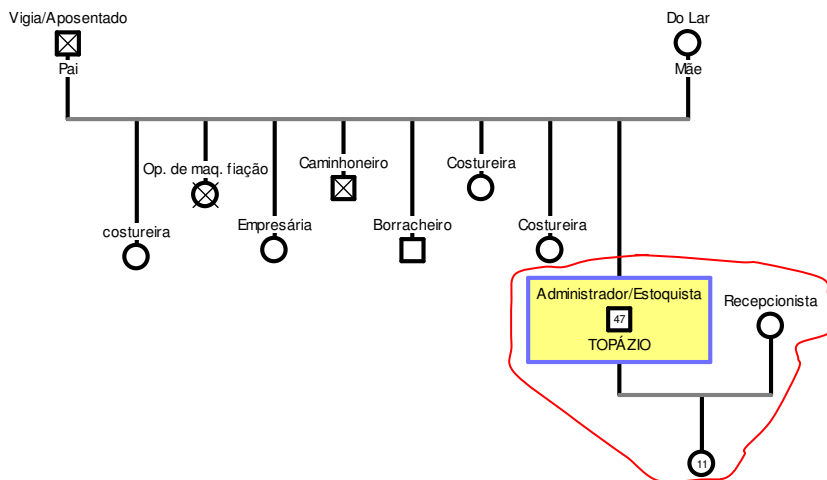 Vigia/Aposentado
Pai
Do Lar
Mãe
costureira
Op. de maq. fiação
Empresária
Caminhoneiro
Borracheiro
Costureira
Costureira
Administrador/Estoquista
47
TOPÁZIO
Recepcionista
11